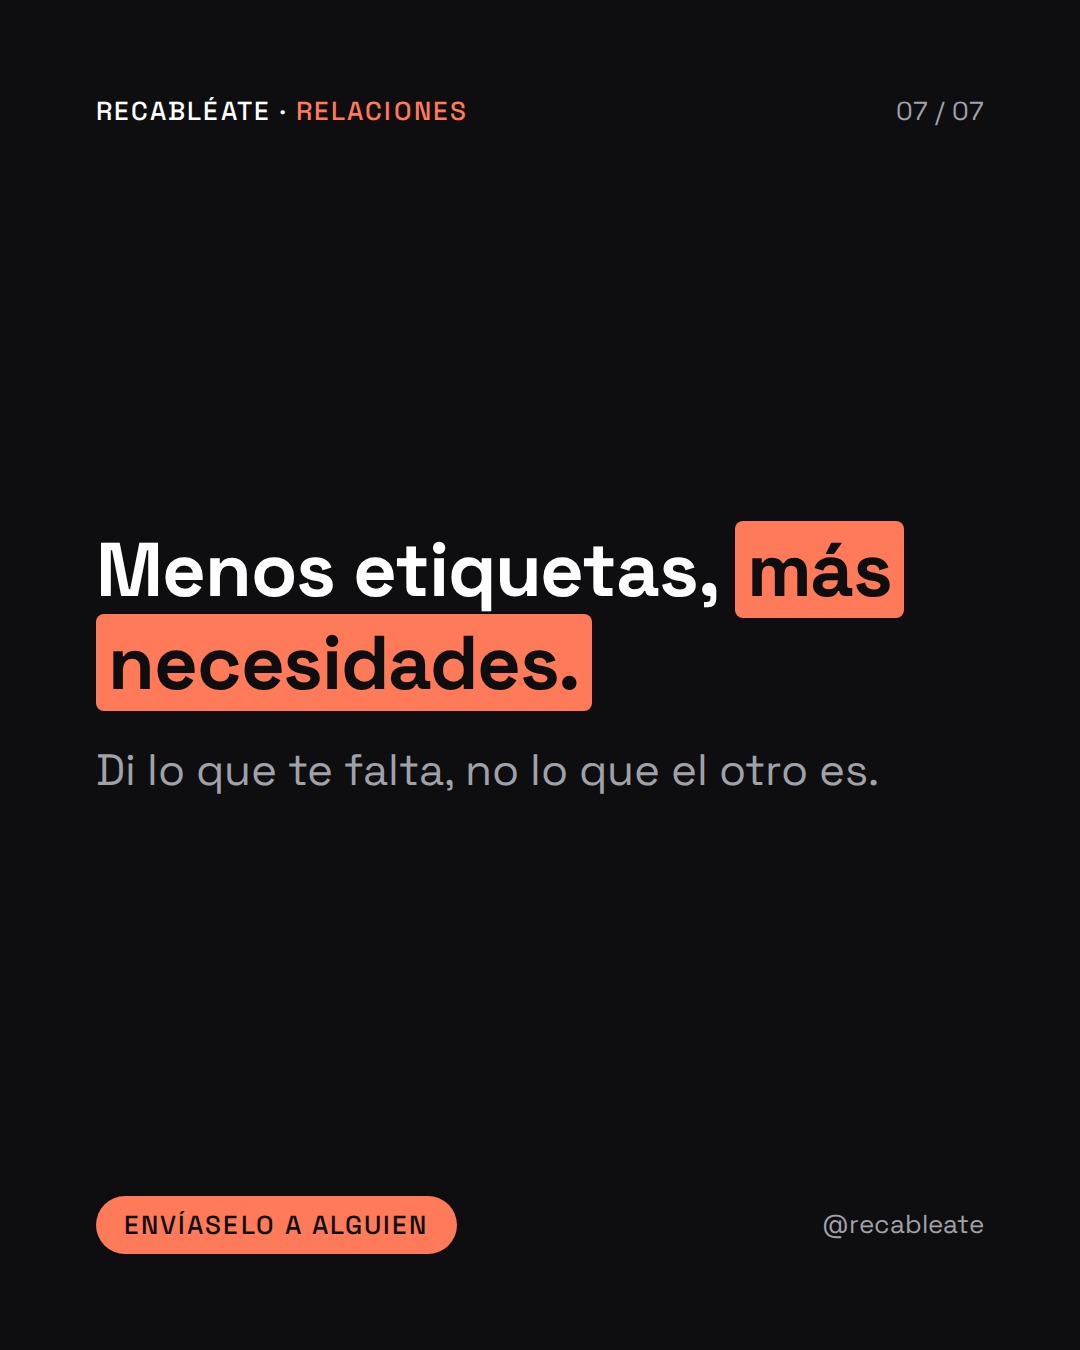 RECABLÉATE · RELACIONES
07 / 07
Menos etiquetas, más
necesidades.
Di lo que te falta, no lo que el otro es.
ENVÍASELO A ALGUIEN
@recableate